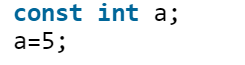 const int a;
a=5;